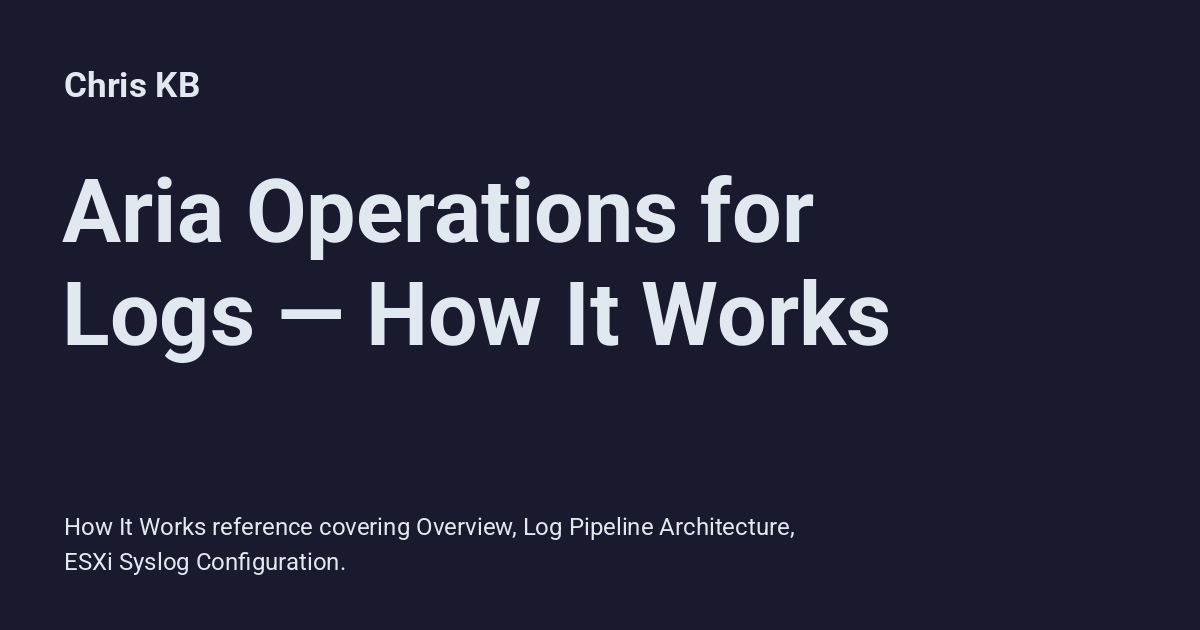 Chris KB
Aria Operations for
Logs — How It Works
How It Works reference covering Overview, Log Pipeline Architecture,
ESXi Syslog Configuration.